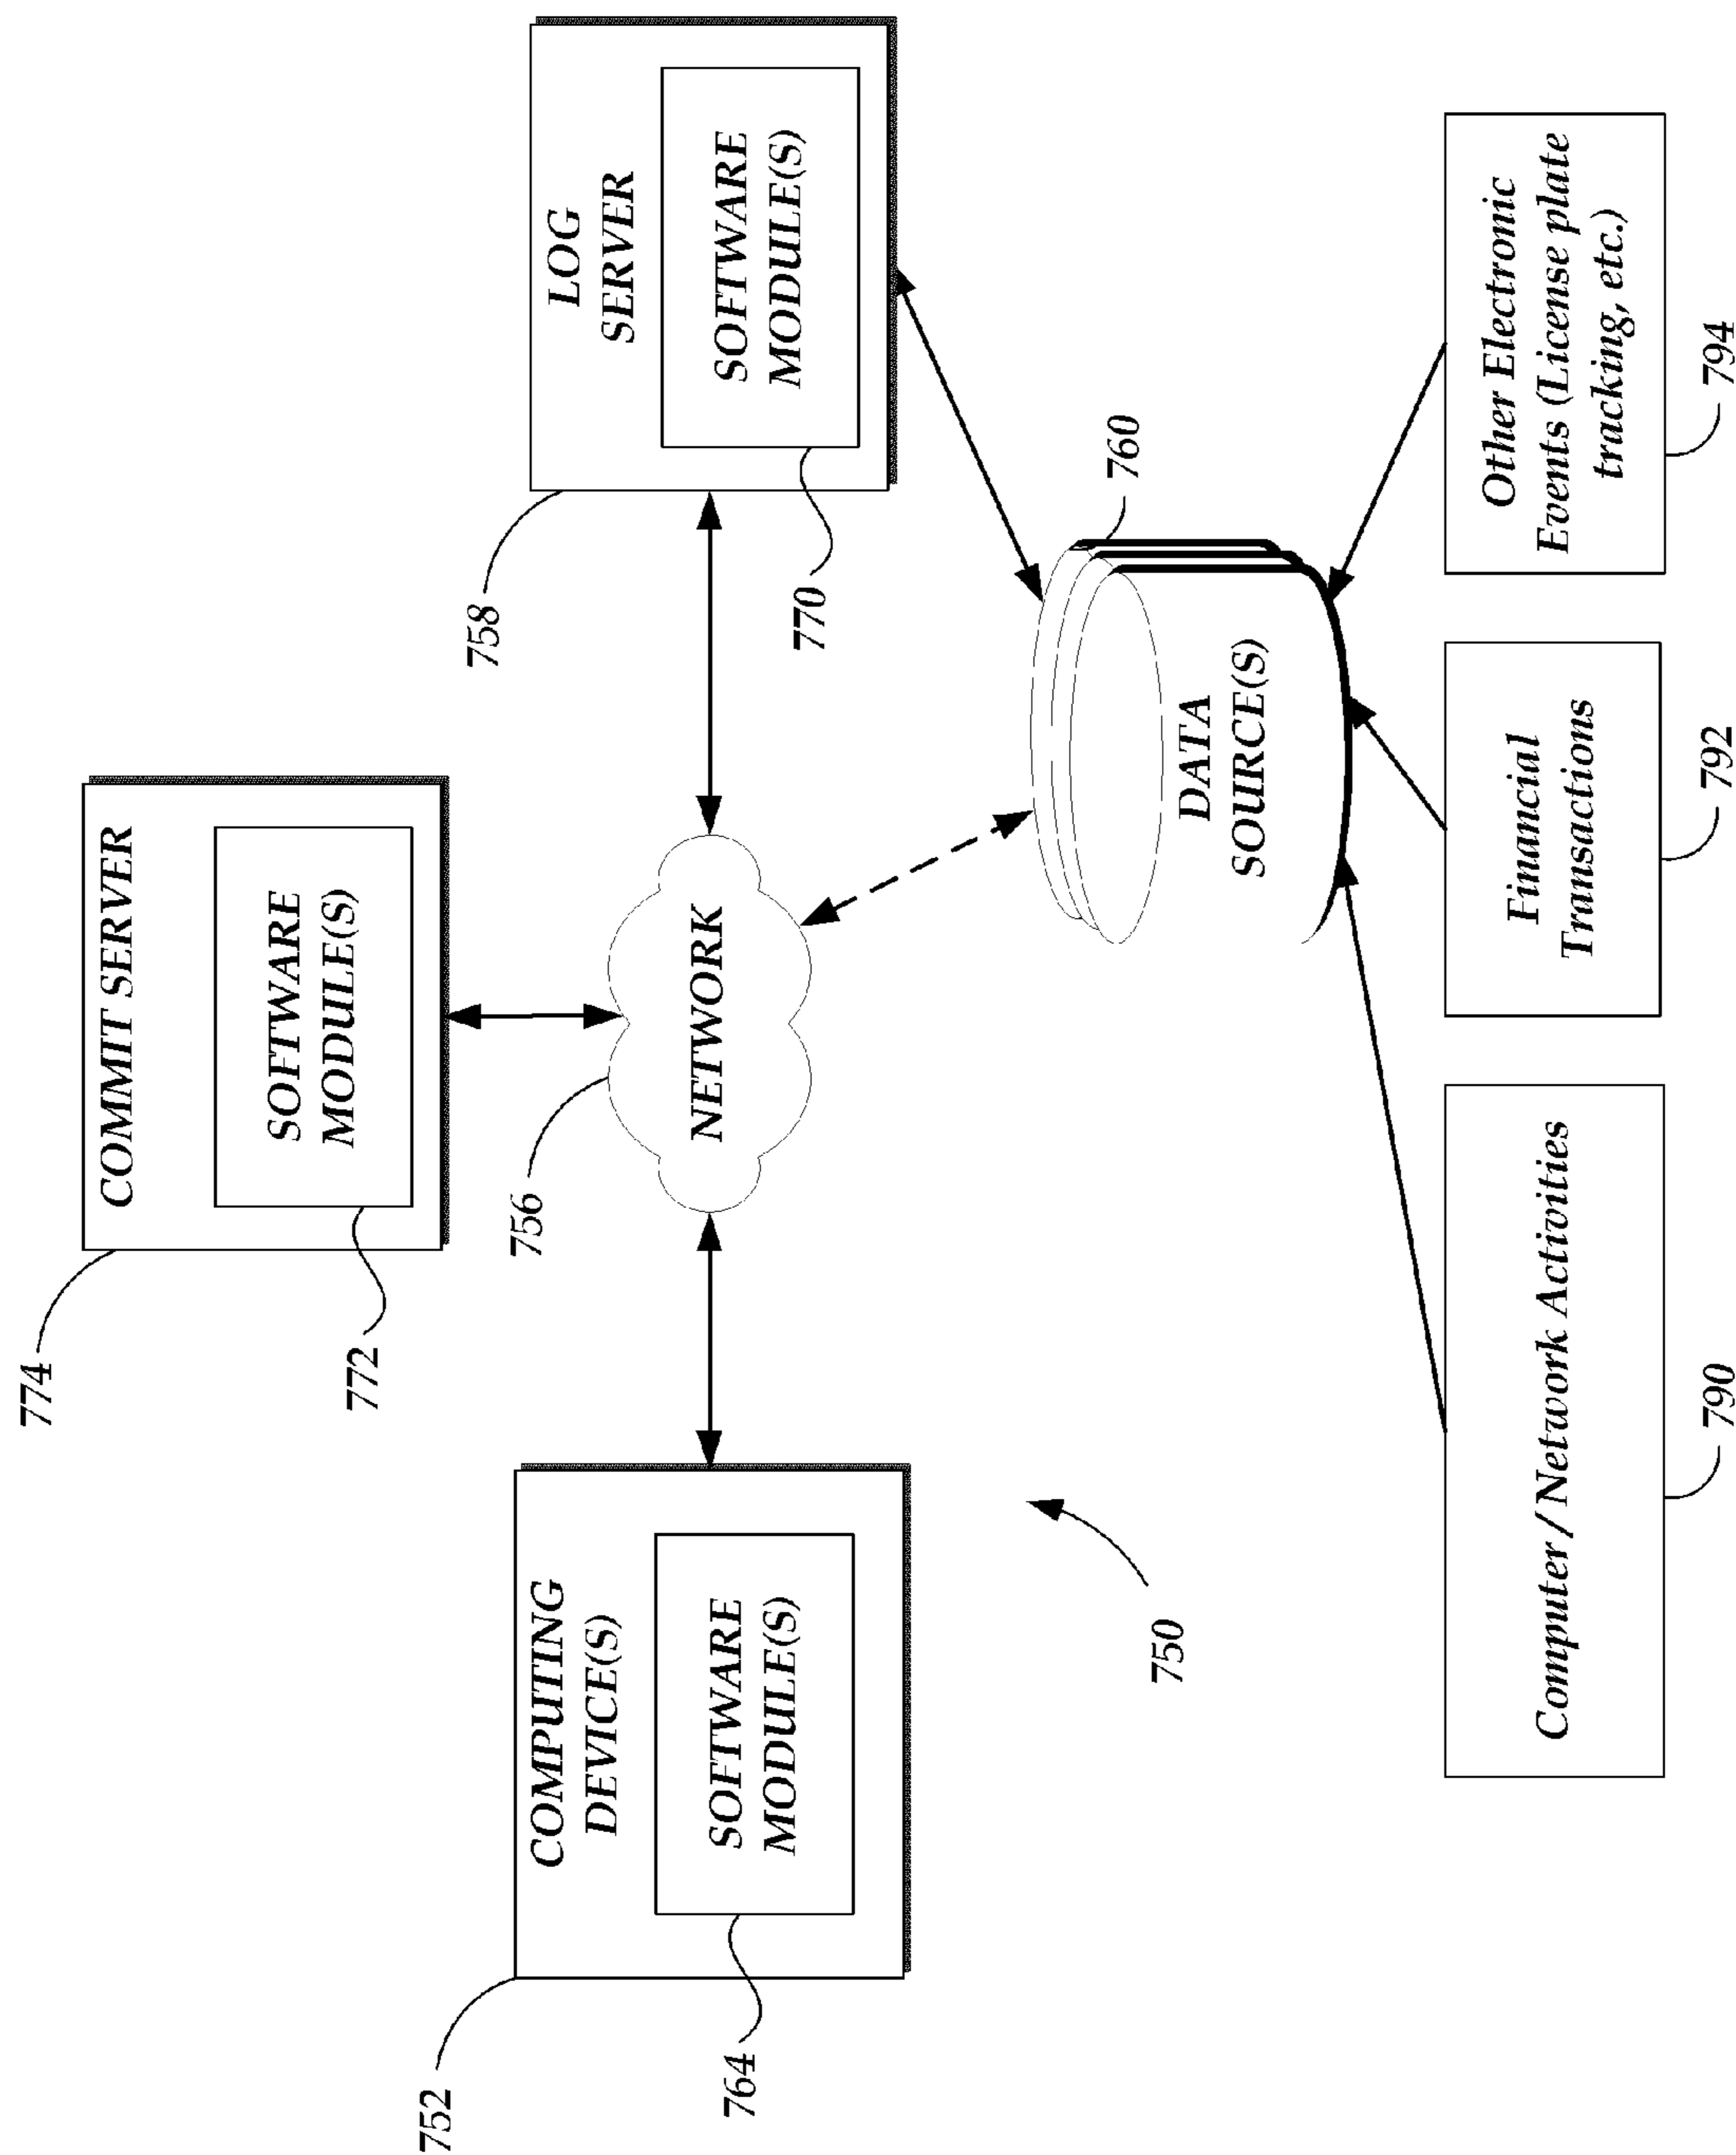 774
COMMIT SERVER
SOFTWARE
MODULE(S)
772
752
COMPUTING
DEVICE(S)
SOFTWARE
MODULE(S)
764
756
NETWORK
758
LOG
SERVER
SOFTWARE
MODULE(S)
770
750
760
DATA
SOURCE(S)
Computer / Network Activities
790
Financial
Transactions
792
Other Electronic
Events (License plate
tracking, etc.)
794